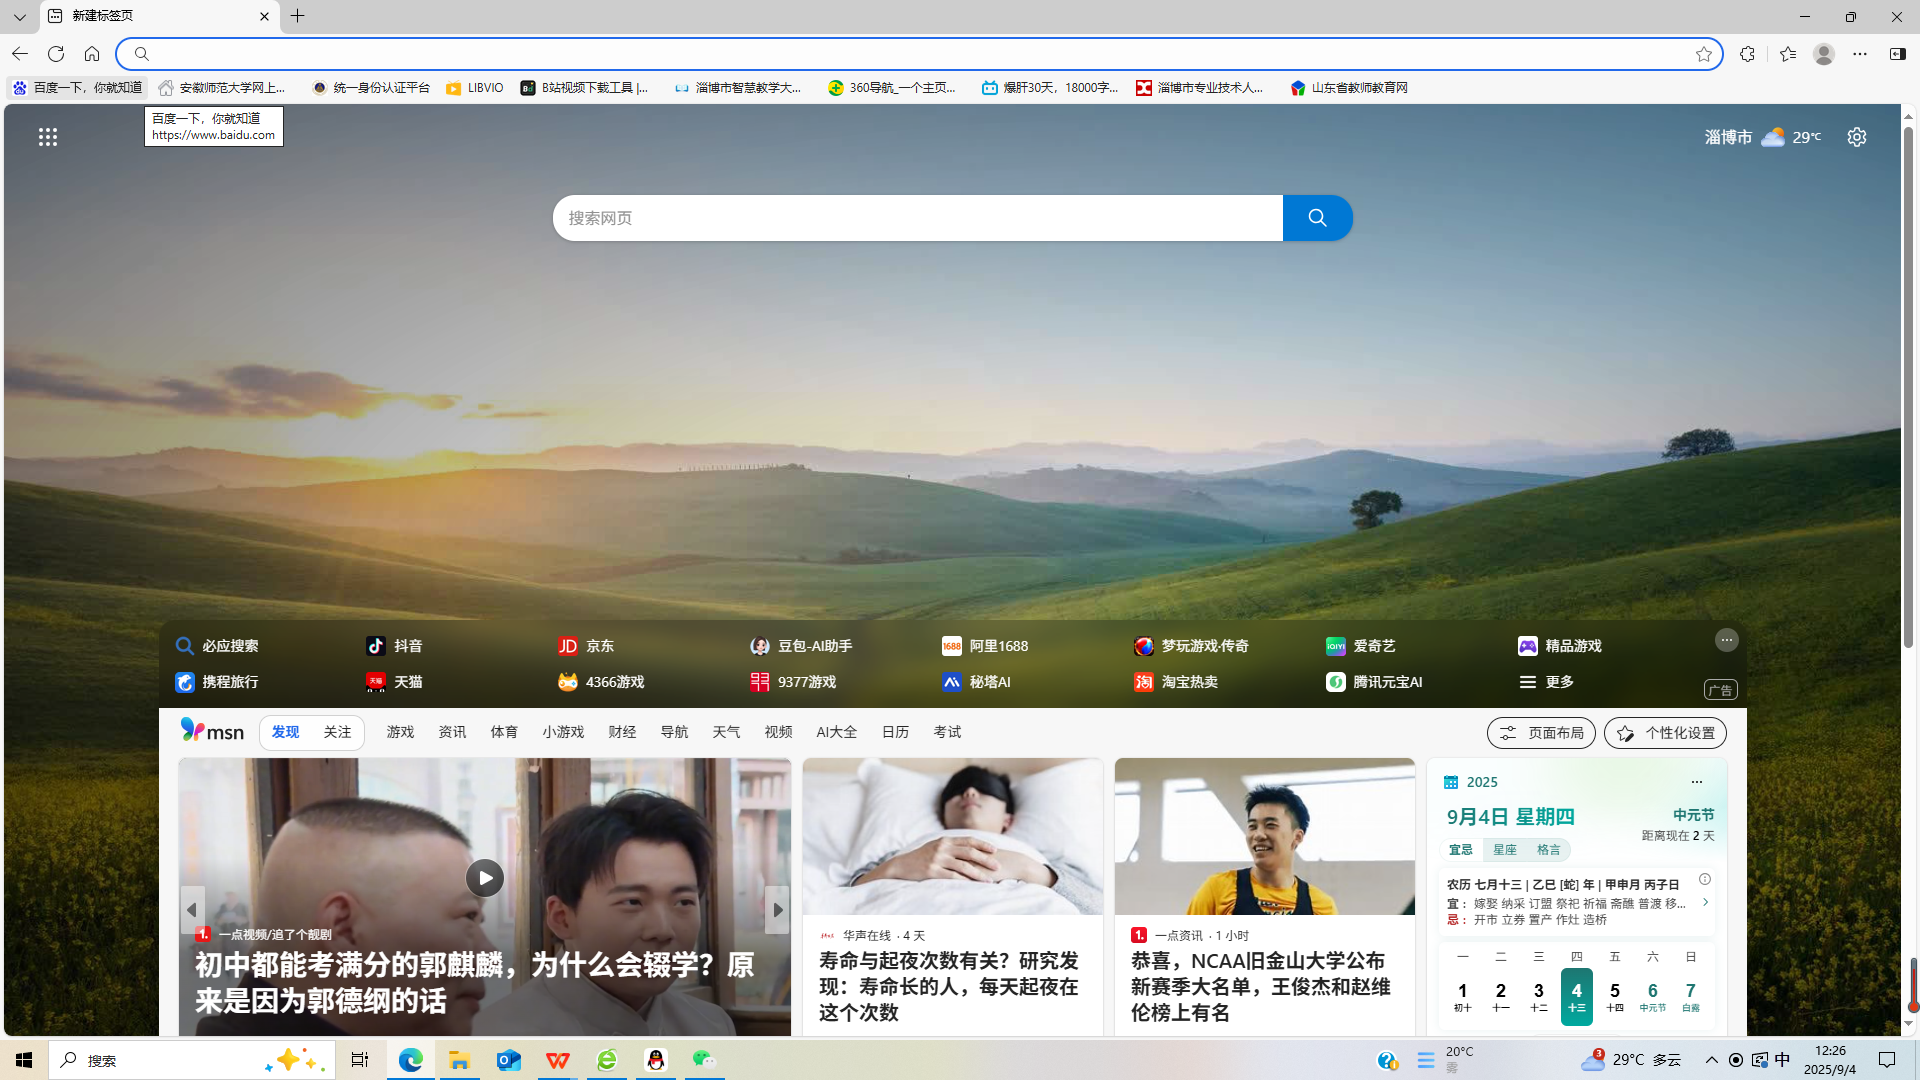 新建标签页
百度一下，你就知道
安徽师范大学网上...
统一身份认证平台
LIBVIO
B站视频下载工具 |...
淄博市智慧教学大...
360导航_一个主页...
爆肝30天，18000字...
淄博市专业技术人...
山东省教师教育网
百度一下，你就知道
https://www.baidu.com
淄博市 29℃
搜索网页
必应搜索 抖音 京东 豆包-AI助手 阿里1688 梦玩游戏·传奇 爱奇艺 精品游戏
携程旅行 天猫 4366游戏 9377游戏 秘塔AI 淘宝热卖 腾讯元宝AI 更多
广告
msn 发现 关注 游戏 资讯 体育 小游戏 财经 导航 天气 视频 AI大全 日历 考试
页面布局 个性化设置
一点视频/追了个靓剧
初中都能考满分的郭麒麟，为什么会辍学？原
来是因为郭德纲的话
华声在线 · 4 天
寿命与起夜次数有关？研究发
现：寿命长的人，每天起夜在
这个次数
一点资讯 · 1 小时
恭喜，NCAA旧金山大学公布
新赛季大名单，王俊杰和赵维
伦榜上有名
2025
9月4日 星期四
中元节
距离现在 2 天
宜忌 星座 格言
农历 七月十三 | 乙巳 [蛇] 年 | 甲申月 丙子日
宜： 嫁娶 纳采 订盟 祭祀 祈福 斋醮 普渡 移...
忌： 开市 立券 置产 作灶 造桥
一 二 三 四 五 六 日
1 2 3 4 5 6 7
初十 十一 十二 十三 十四 中元节 白露
搜索
20°C
雾
3
29°C 多云
中
12:26
2025/9/4